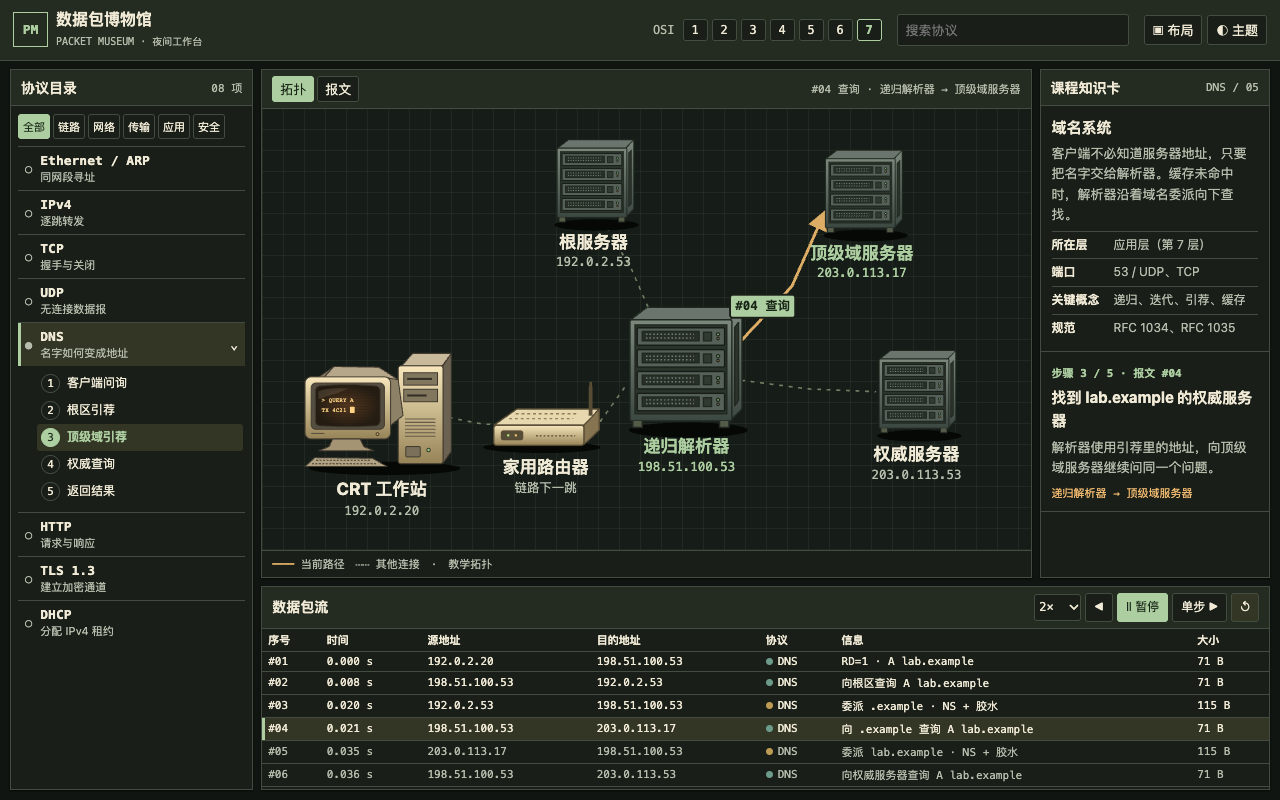 PM
数据包博物馆
PACKET MUSEUM · 夜间工作台
OSI 1 2 3 4 5 6 7
搜索协议
▣ 布局
◐ 主题
协议目录 08 项
全部 链路 网络 传输 应用 安全
Ethernet / ARP
同网段寻址
IPv4
逐跳转发
TCP
握手与关闭
UDP
无连接数据报
DNS
名字如何变成地址
1 客户端问询
2 根区引荐
3 顶级域引荐
4 权威查询
5 返回结果
HTTP
请求与响应
TLS 1.3
建立加密通道
DHCP
分配 IPv4 租约
拓扑 报文
#04 查询 · 递归解析器 → 顶级域服务器
根服务器
192.0.2.53
顶级域服务器
203.0.113.17
#04 查询
> QUERY A
TX 4C21
CRT 工作站
192.0.2.20
家用路由器
链路下一跳
递归解析器
198.51.100.53
权威服务器
203.0.113.53
当前路径 其他连接 · 教学拓扑
课程知识卡 DNS / 05
域名系统
客户端不必知道服务器地址，只要
把名字交给解析器。缓存未命中
时，解析器沿着域名委派向下查
找。
所在层 应用层（第 7 层）
端口 53 / UDP、TCP
关键概念 递归、迭代、引荐、缓存
规范 RFC 1034、RFC 1035
步骤 3 / 5 · 报文 #04
找到 lab.example 的权威服务
器
解析器使用引荐里的地址，向顶级
域服务器继续问同一个问题。
递归解析器 → 顶级域服务器
数据包流
2×
◀
Ⅱ 暂停
单步 ▶
序号 时间 源地址 目的地址 协议 信息 大小
#01 0.000 s 192.0.2.20 198.51.100.53 DNS RD=1 · A lab.example 71 B
#02 0.008 s 198.51.100.53 192.0.2.53 DNS 向根区查询 A lab.example 71 B
#03 0.020 s 192.0.2.53 198.51.100.53 DNS 委派 .example · NS + 胶水 115 B
#04 0.021 s 198.51.100.53 203.0.113.17 DNS 向 .example 查询 A lab.example 71 B
#05 0.035 s 203.0.113.17 198.51.100.53 DNS 委派 lab.example · NS + 胶水 115 B
#06 0.036 s 198.51.100.53 203.0.113.53 DNS 向权威服务器查询 A lab.example 71 B